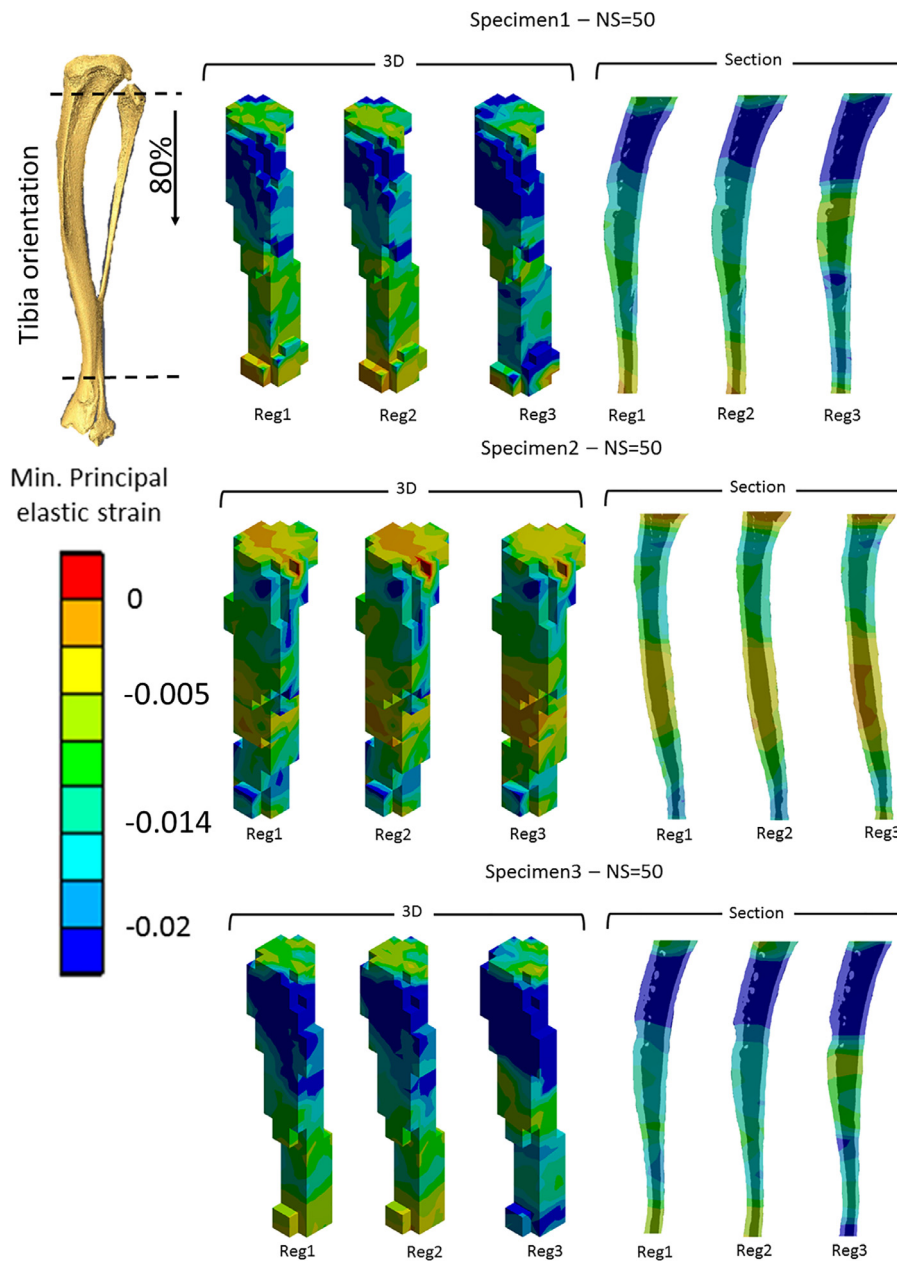 Specimen1 – NS=50
3D
Section
Tibia orientation
80%
Reg1
Reg2
Reg3
Reg1
Reg2
Reg3
Specimen2 – NS=50
Min. Principal
elastic strain
0
-0.005
-0.014
-0.02
3D
Section
Reg1
Reg2
Reg3
Reg1
Reg2
Reg3
Specimen3 – NS=50
3D
Section
Reg1
Reg2
Reg3
Reg1
Reg2
Reg3